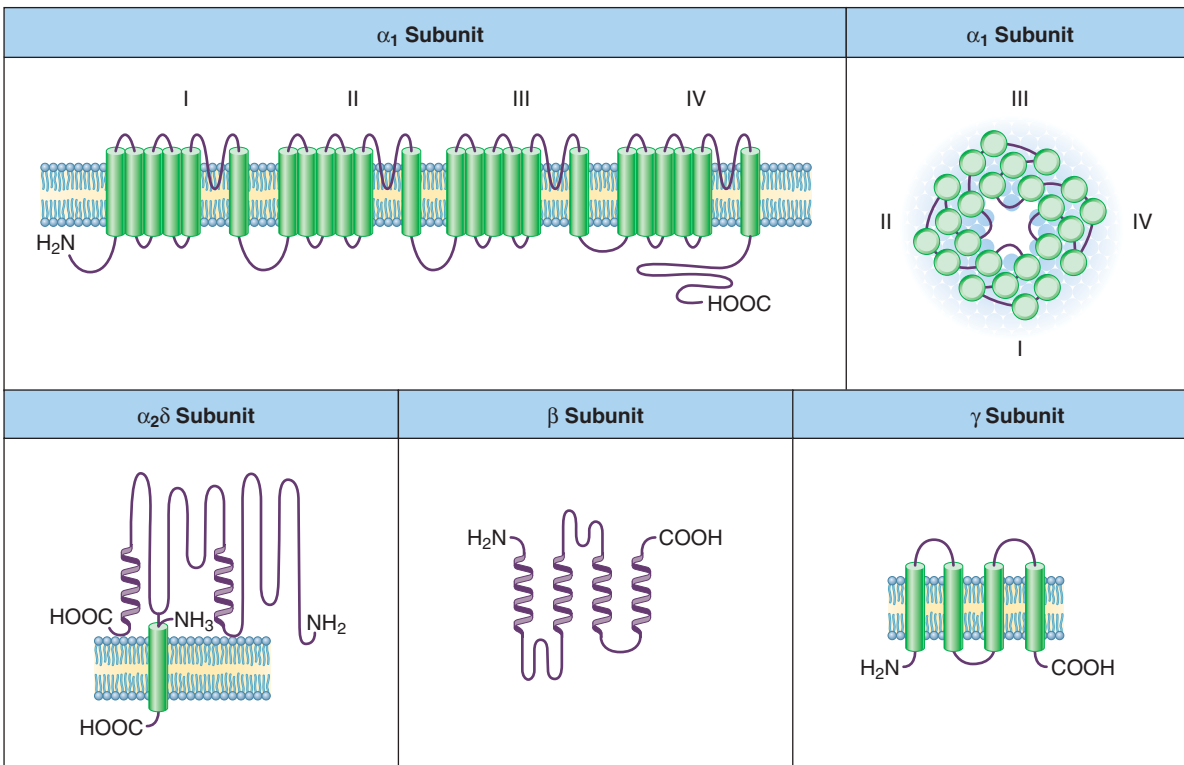 α₁ Subunit
α₁ Subunit
I II III IV
H₂N
HOOC
III
II
IV
I
α₂δ Subunit
β Subunit
γ Subunit
HOOC
NH₃
NH₂
HOOC
H₂N
COOH
H₂N
COOH